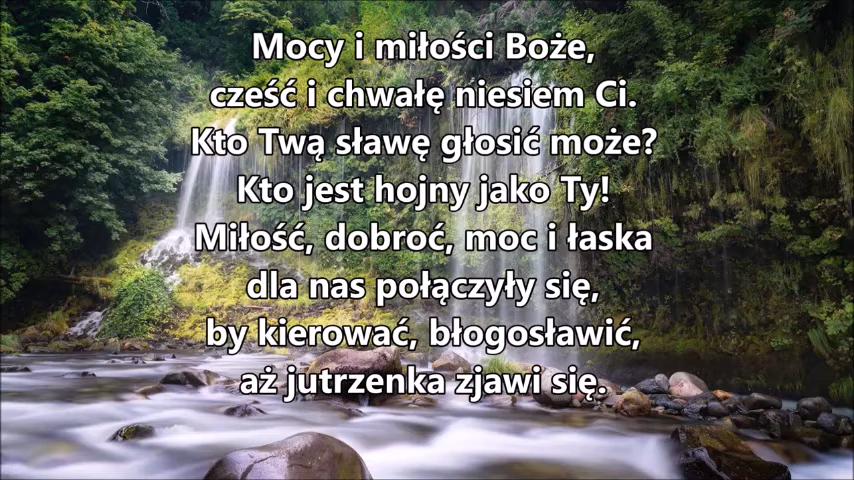 Mocy i miłości Boże,
cześć i chwałę niesiem Ci.
Kto Twą sławę głosić może?
Kto jest hojny jako Ty!
Miłość, dobroć, moc i łaska
dla nas połączyły się,
by kierować, błogosławić,
aż jutrzenka zjawi się.